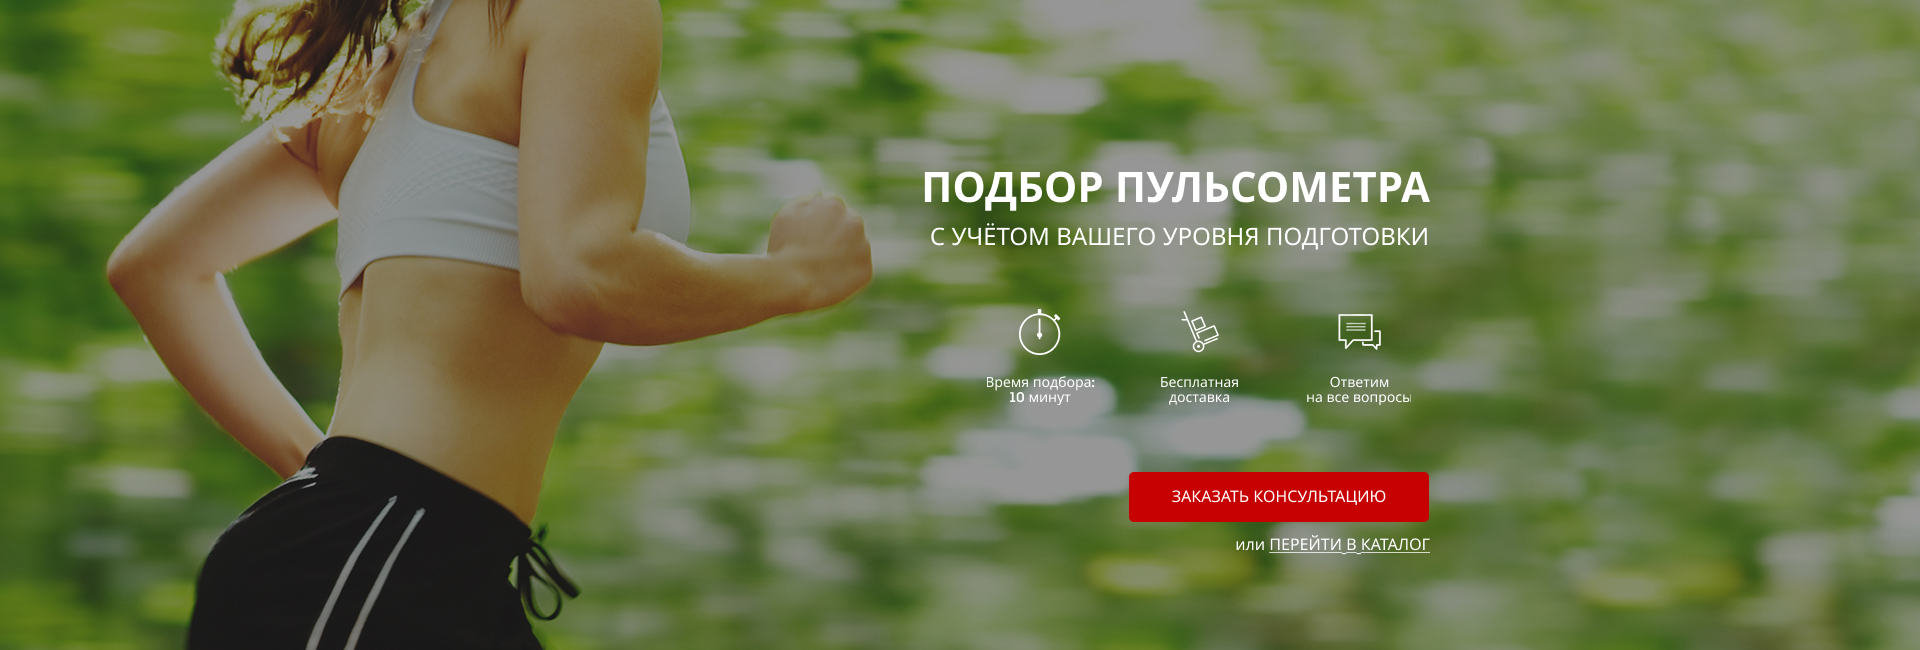 ПОДБОР ПУЛЬСОМЕТРА
С УЧЁТОМ ВАШЕГО УРОВНЯ ПОДГОТОВКИ
Время подбора:
10 минут
Бесплатная
доставка
Ответим
на все вопросы
ЗАКАЗАТЬ КОНСУЛЬТАЦИЮ
или ПЕРЕЙТИ В КАТАЛОГ